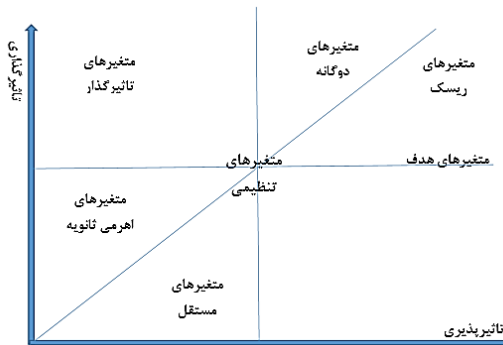 متغیرهای
دوگانه
متغیرهای
ریسک
متغیرهای
تاثیرگذار
تاثیرگذاری
متغیرهای هدف
متغیرهای
تنظیمی
متغیرهای
اهرمی ثانویه
متغیرهای
مستقل
تاثیرپذیری